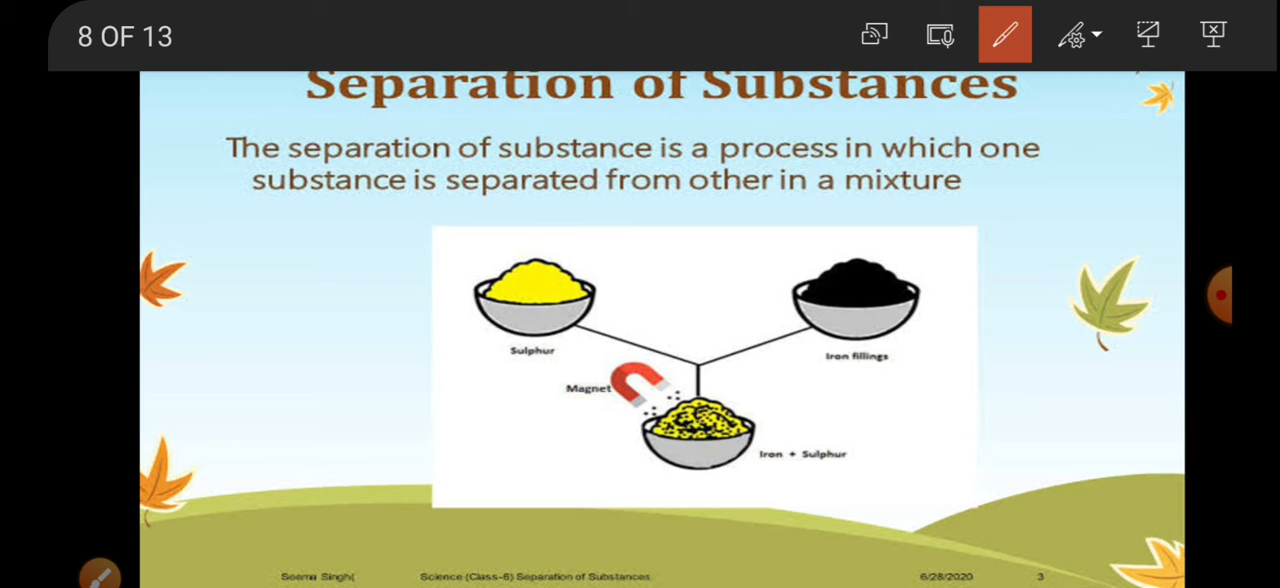 8 OF 13
Separation of Substances
The separation of substance is a process in which one
substance is separated from other in a mixture
Sulphur
Iron fillings
Magnet
Iron + Sulphur
Seema Singh(
Science (Class-6) Separation of Substances
6/28/2020
3